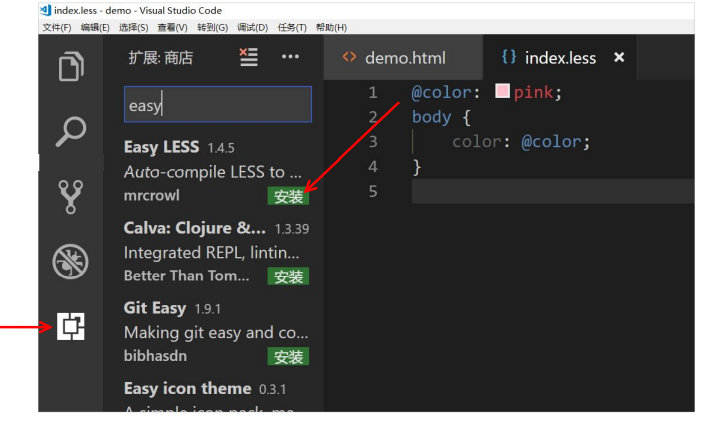 index.less - demo - Visual Studio Code
文件(F) 编辑(E) 选择(S) 查看(V) 转到(G) 调试(D) 任务(T) 帮助(H)
扩展: 商店
demo.html
{} index.less ×
easy
Easy LESS 1.4.5
Auto-compile LESS to ...
mrcrowl 安装
Calva: Clojure &... 1.3.39
Integrated REPL, lintin...
Better Than Tom... 安装
Git Easy 1.9.1
Making git easy and co...
bibhasdn 安装
Easy icon theme 0.3.1
1 @color: pink;
2 body {
3 color: @color;
4 }
5